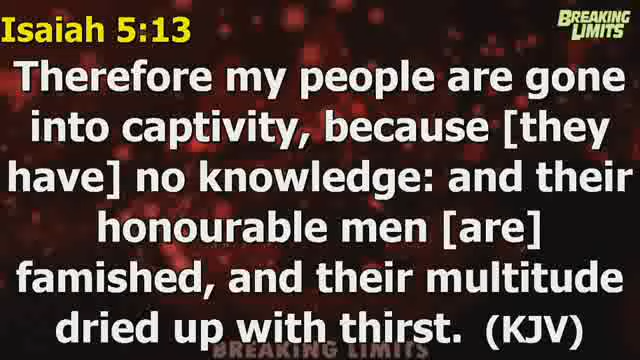 Isaiah 5:13
BREAKING
LIMITS
Therefore my people are gone
into captivity, because [they
have] no knowledge: and their
honourable men [are]
famished, and their multitude
dried up with thirst. (KJV)
BREAKING LIMITS